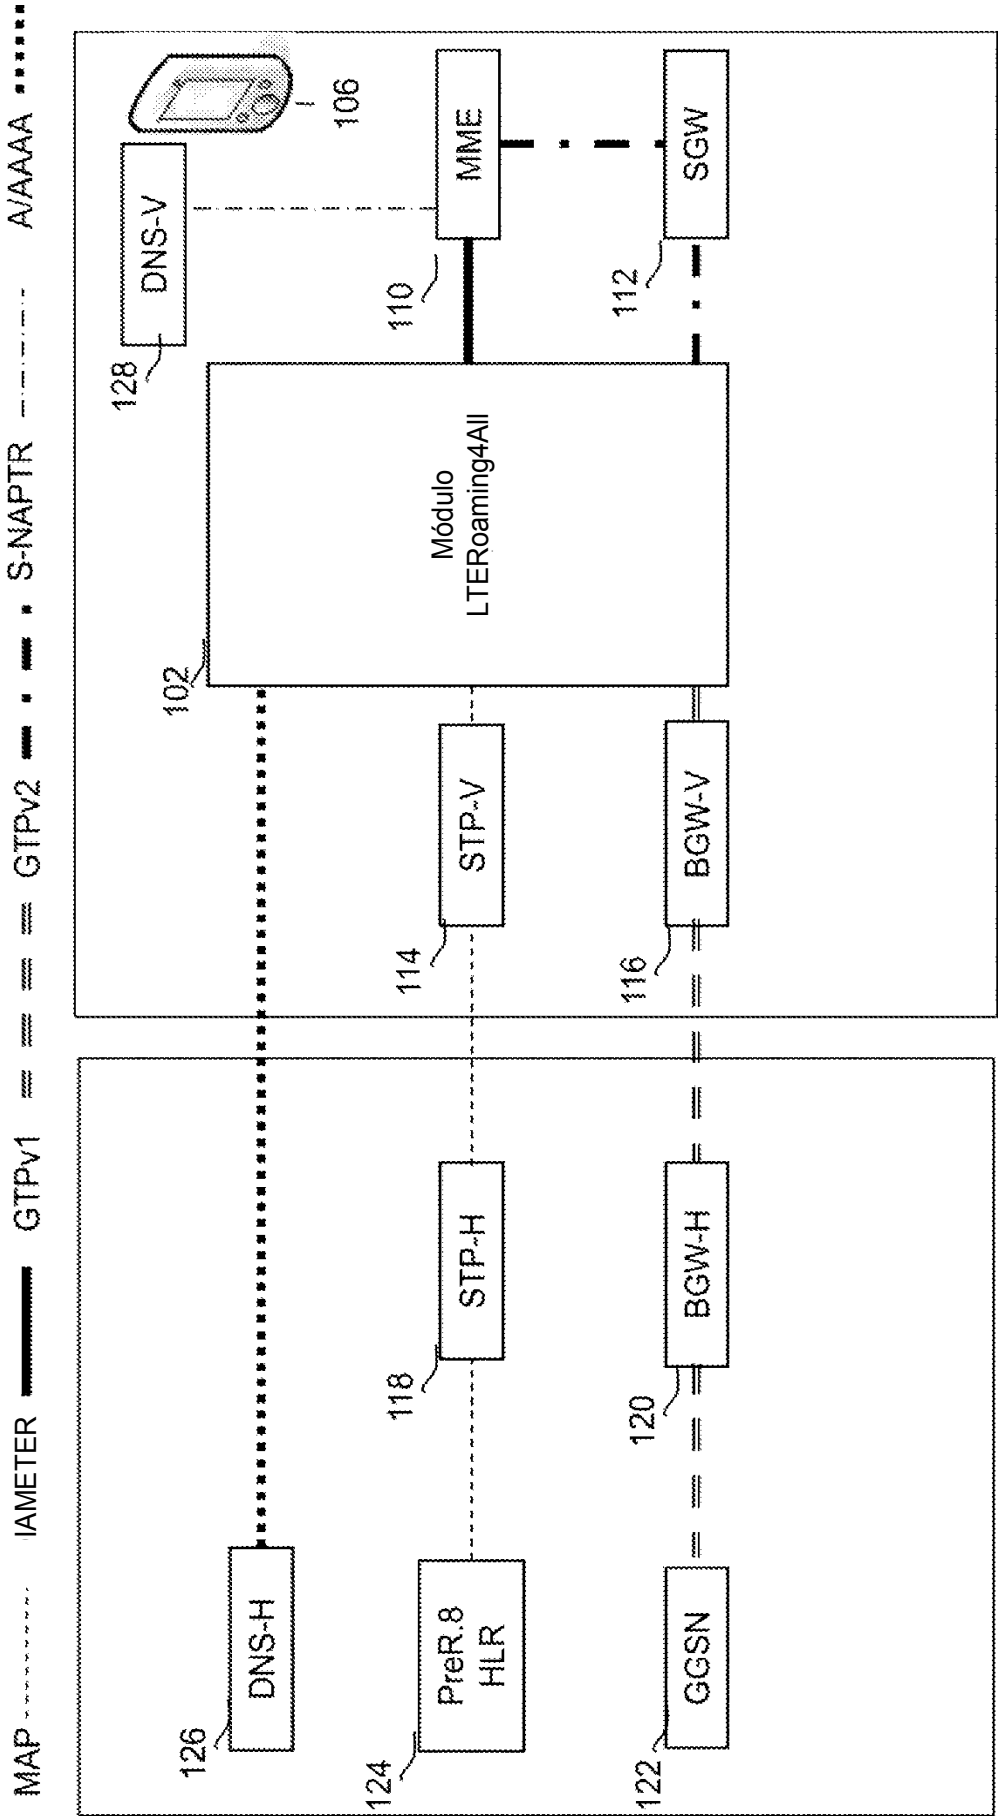 MAP IAMETER GTPv1 GTPv2 S-NAPTR A/AAAA
126
DNS-H
102
128
DNS-V
106
124
PreR.8
HLR
118
STP-H
114
STP-V
Módulo
LTERoaming4All
110
MME
122
GGSN
120
BGW-H
116
BGW-V
112
SGW